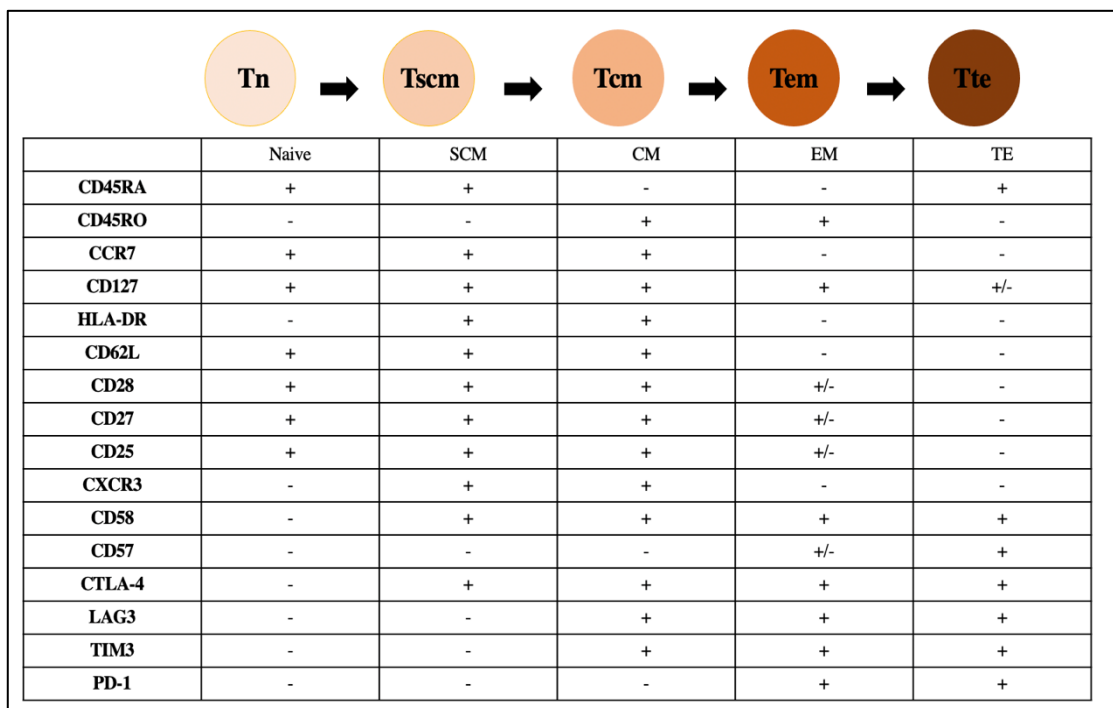 Tn Tscm Tcm Tem Tte
Naive SCM CM EM TE
CD45RA + + - - +
CD45RO - - + + -
CCR7 + + + - -
CD127 + + + + +/-
HLA-DR - + + - -
CD62L + + + - -
CD28 + + + +/- -
CD27 + + + +/- -
CD25 + + + +/- -
CXCR3 - + + - -
CD58 - + + + +
CD57 - - - +/- +
CTLA-4 - + + + +
LAG3 - - + + +
TIM3 - - + + +
PD-1 - - - + +